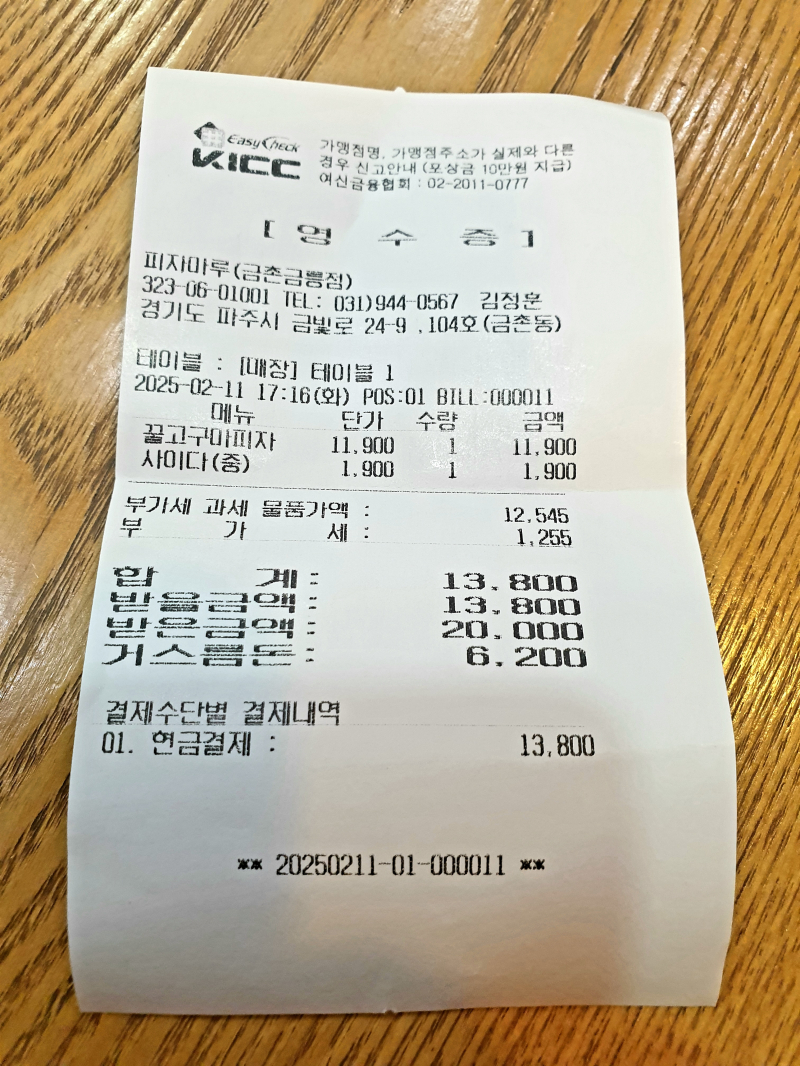 EasyCheck
KICC
가맹점명, 가맹점주소가 실제와 다른
경우 신고안내 (포상금 10만원 지급)
여신금융협회 : 02-2011-0777
[ 영 수 증 ]
피자마루(금촌금릉점)
323-06-01001 TEL: 031)944-0567 김정훈
경기도 파주시 금빛로 24-9 ,104호(금촌동)
테이블 : [매장] 테이블 1
2025-02-11 17:16(화) POS:01 BILL:000011
메뉴 단가 수량 금액
꿀고구마피자 11,900 1 11,900
사이다(중) 1,900 1 1,900
부가세 과세 물품가액 : 12,545
부 가 세 : 1,255
합 계 : 13,800
받을금액 : 13,800
받은금액 : 20,000
거스름돈 : 6,200
결제수단별 결제내역
01. 현금결제 : 13,800
** 20250211-01-000011 **